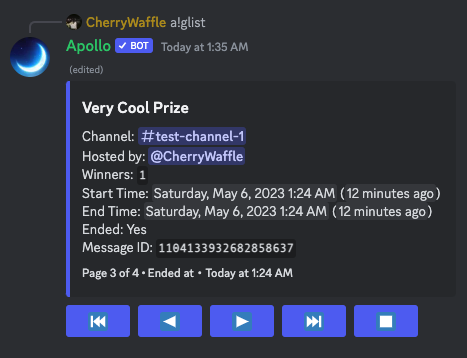 CherryWaffle a!glist
Apollo ✓ BOT Today at 1:35 AM
(edited)
Very Cool Prize
Channel: #test-channel-1
Hosted by: @CherryWaffle
Winners: 1
Start Time: Saturday, May 6, 2023 1:24 AM (12 minutes ago)
End Time: Saturday, May 6, 2023 1:24 AM (12 minutes ago)
Ended: Yes
Message ID: 1104133932682858637
Page 3 of 4 • Ended at • Today at 1:24 AM